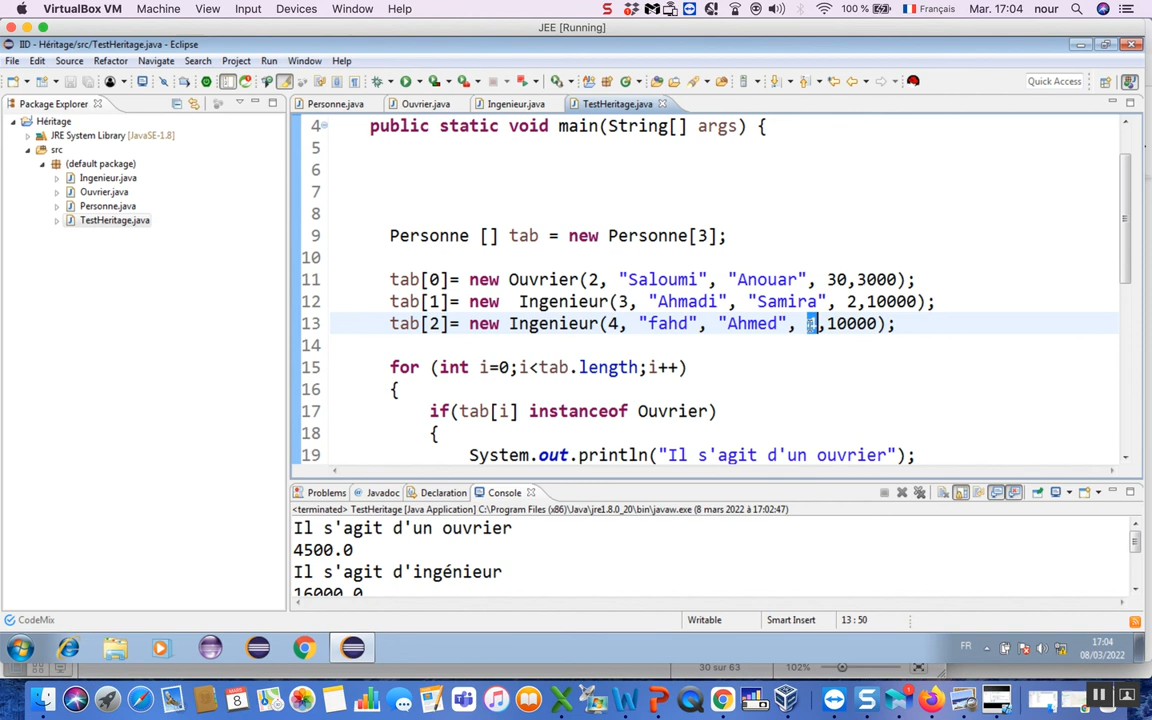 VirtualBox VM Machine View Input Devices Window Help 100 % Français Mar. 17:04 nour
JEE [Running]
IID - Héritage/src/TestHeritage.java - Eclipse
File Edit Source Refactor Navigate Search Project Run Window Help
Quick Access
Package Explorer
Personne.java Ouvrier.java Ingenieur.java TestHeritage.java
Héritage
JRE System Library [JavaSE-1.8]
src
(default package)
Ingenieur.java
Ouvrier.java
Personne.java
TestHeritage.java
4 public static void main(String[] args) {
5
6
7
8
9 Personne [] tab = new Personne[3];
10
11 tab[0]= new Ouvrier(2, "Saloumi", "Anouar", 30,3000);
12 tab[1]= new  Ingenieur(3, "Ahmadi", "Samira", 2,10000);
13 tab[2]= new Ingenieur(4, "fahd", "Ahmed", ,10000);
14
15 for (int i=0;i<tab.length;i++)
16 {
17 if(tab[i] instanceof Ouvrier)
18 {
19 System.out.println("Il s'agit d'un ouvrier");
Problems Javadoc Declaration Console
<terminated> TestHeritage [Java Application] C:\Program Files (x86)\Java\jre1.8.0_20\bin\javaw.exe (8 mars 2022 à 17:02:47)
Il s'agit d'un ouvrier
4500.0
Il s'agit d'ingénieur
16000.0
CodeMix
Writable Smart Insert 13 : 50
FR 17:04
08/03/2022
30 sur 63 102%